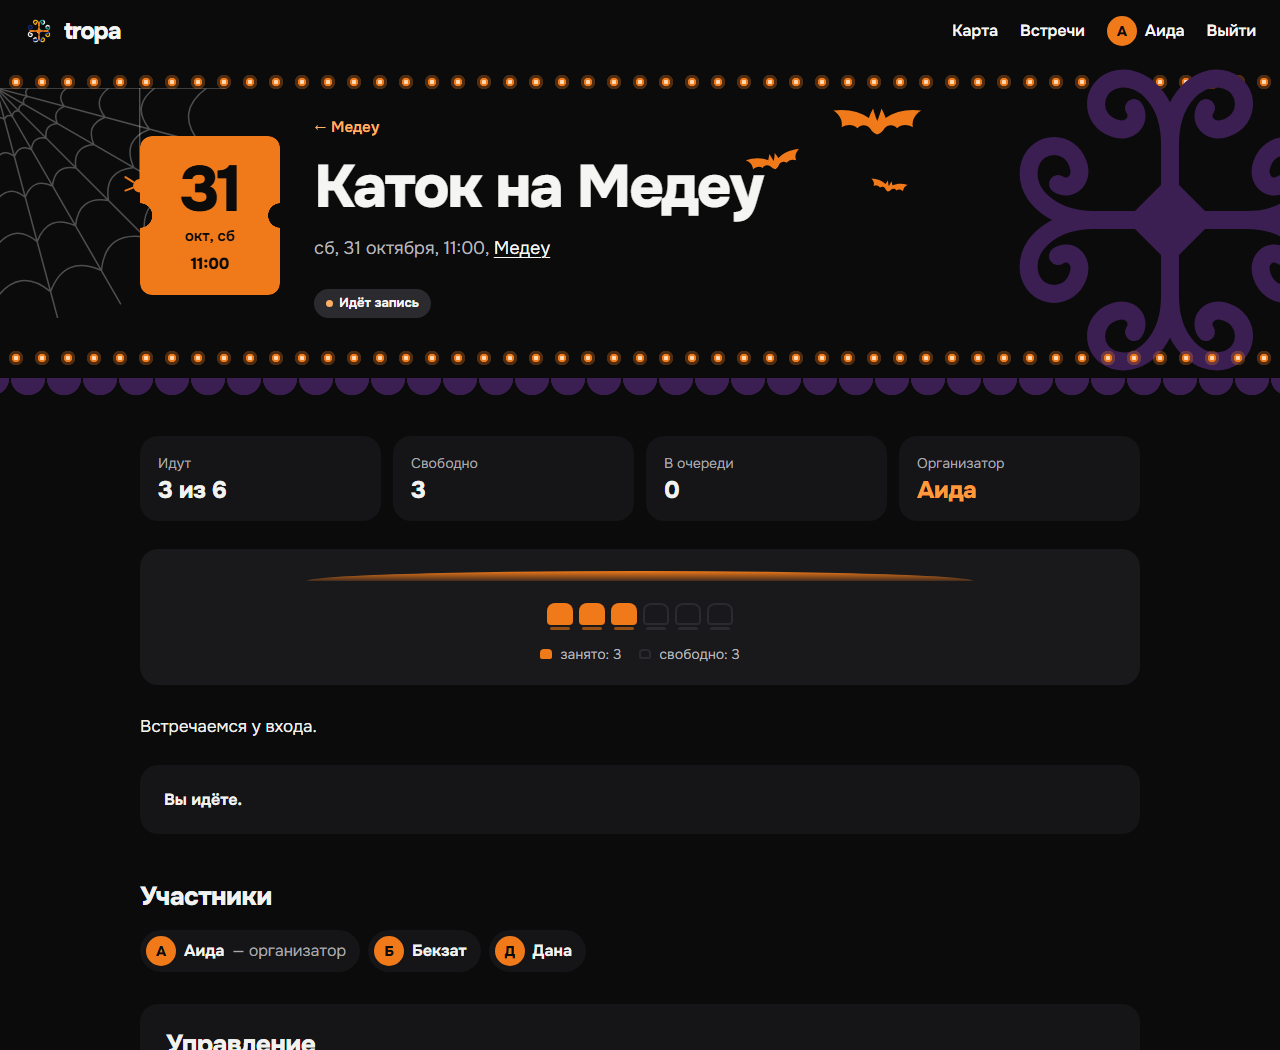 tropa
Карта Встречи А Аида Выйти
← Медеу
31
окт, сб
11:00
Каток на Медеу
сб, 31 октября, 11:00, Медеу
Идёт запись
Идут
3 из 6
Свободно
3
В очереди
0
Организатор
Аида
занято: 3 свободно: 3
Встречаемся у входа.
Вы идёте.
Участники
А Аида — организатор Б Бекзат Д Дана
Управление